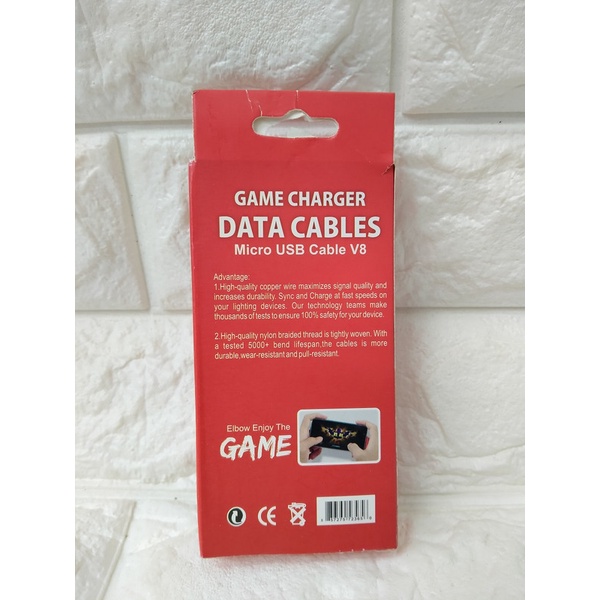 GAME CHARGER
DATA CABLES
Micro USB Cable V8
Advantage:
1.High-quality copper wire maximizes signal quality and
increases durability. Sync and Charge at fast speeds on
your lighting devices. Our technology teams make
thousands of tests to ensure 100% safety for your device.
2.High-quality nylon braided thread is tightly woven. With
a tested 5000+ bend lifespan,the cables is more
durable,wear-resistant and pull-resistant.
Elbow Enjoy The
GAME
CE